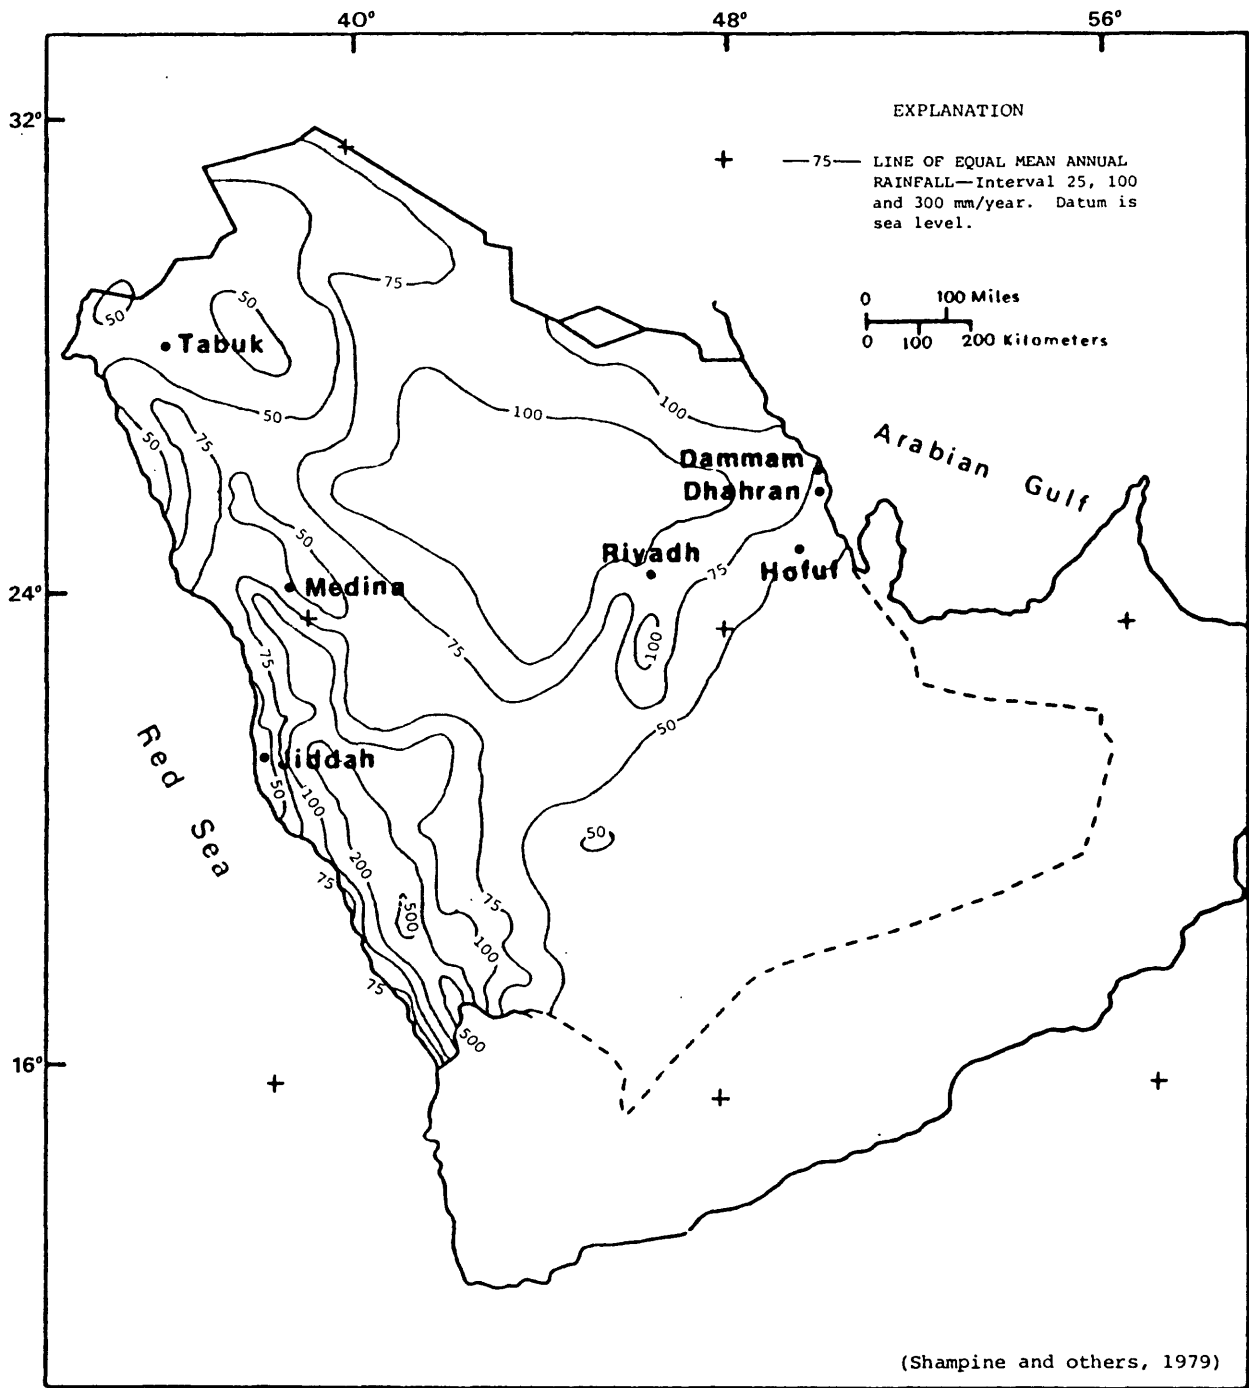 40° 48° 56°
32°
EXPLANATION
—75— LINE OF EQUAL MEAN ANNUAL
RAINFALL—Interval 25, 100
and 300 mm/year. Datum is
sea level.
0 100 Miles
0 100 200 Kilometers
75
50
50
Tabuk
50
100
100
50
75
Arabian Gulf
Dammam
Dhahran
50
Riyadh
75
Hofuf
24°
Medina
75
100
75
50
Red Sea
Jiddah
50
100
50
200
75
500
75
100
75
500
16°
(Shampine and others, 1979)